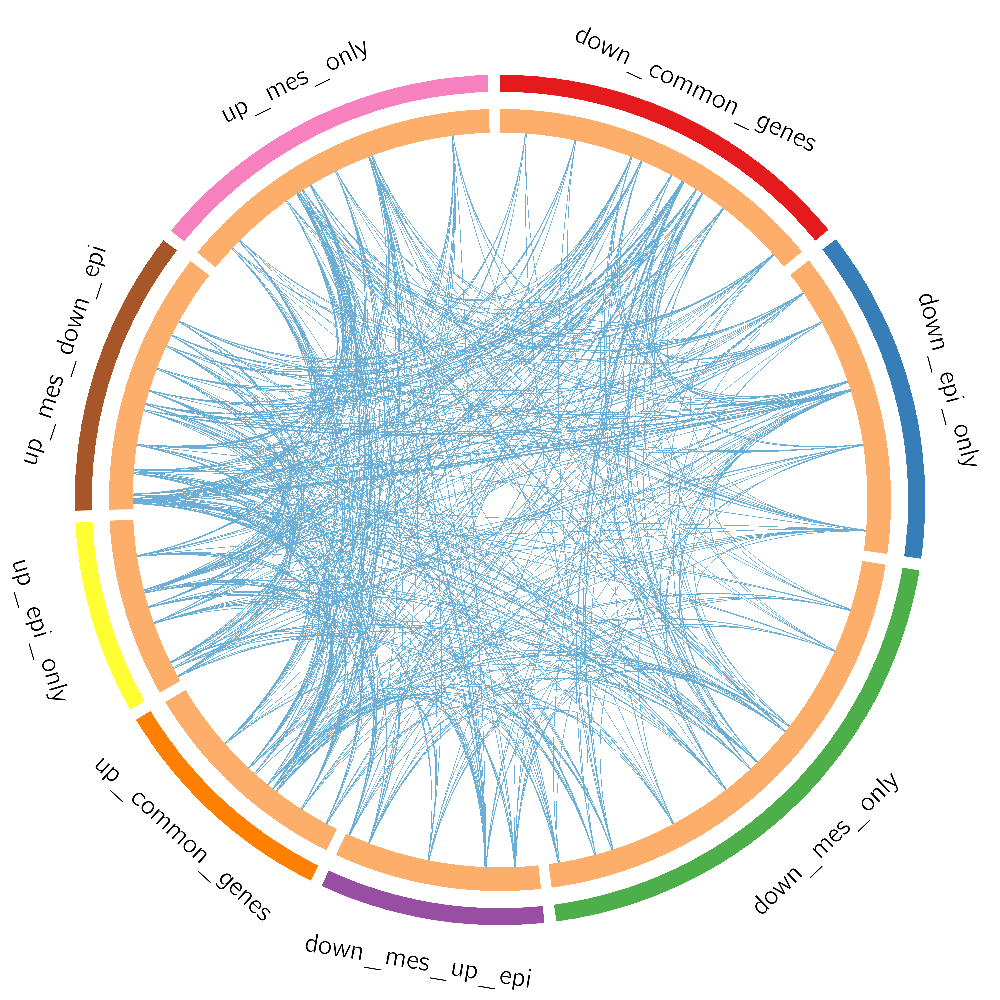 down_common_genes
down_epi_only
down_mes_only
down_mes_up_epi
up_common_genes
up_epi_only
up_mes_down_epi
up_mes_only